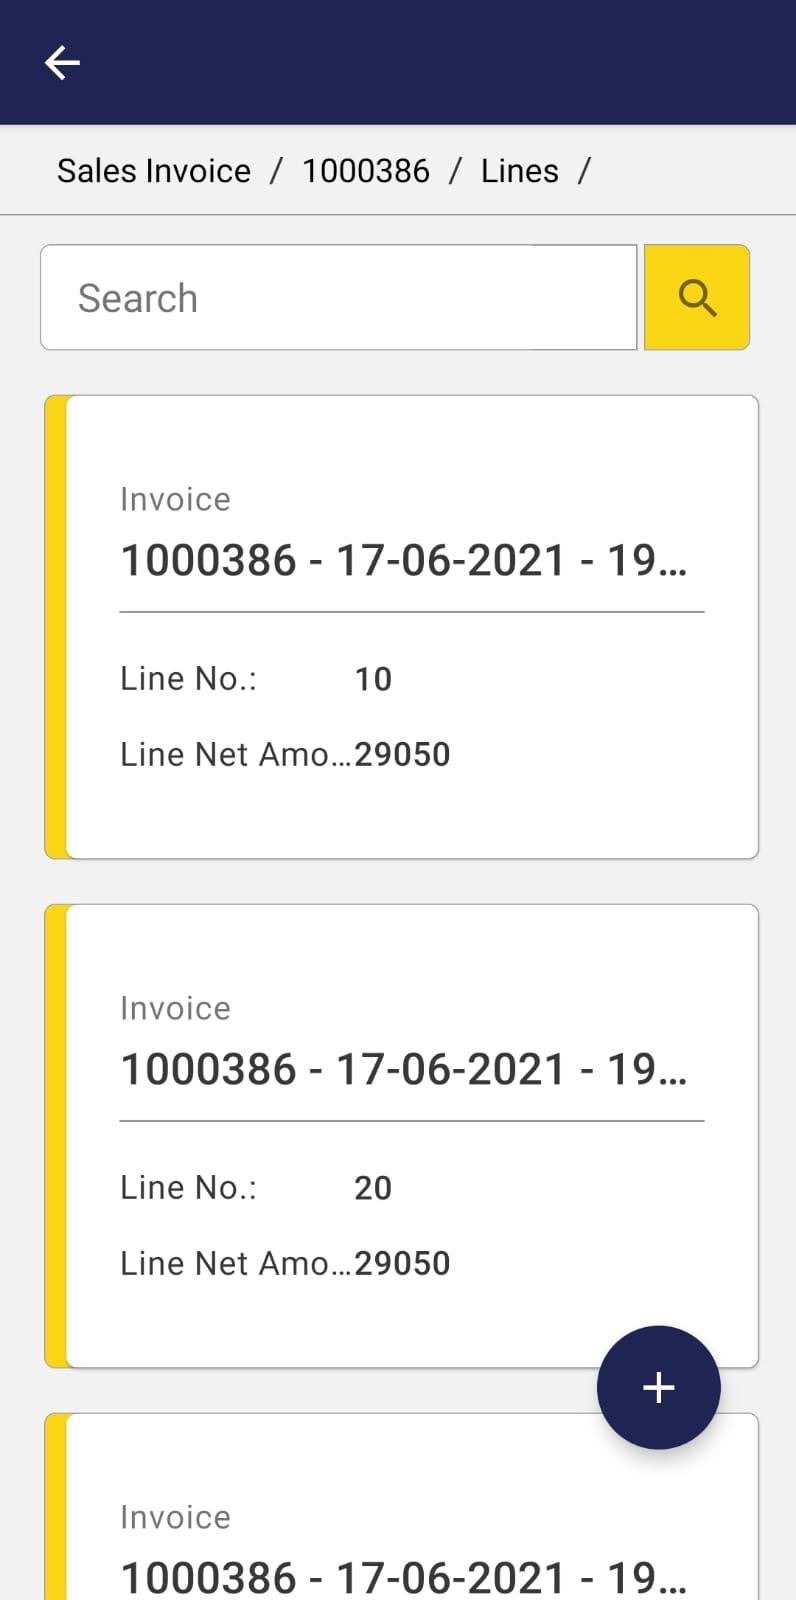 Sales Invoice / 1000386 / Lines /
Search
Invoice
1000386 - 17-06-2021 - 19...
Line No.: 10
Line Net Amo...29050
Invoice
1000386 - 17-06-2021 - 19...
Line No.: 20
Line Net Amo...29050
Invoice
1000386 - 17-06-2021 - 19...